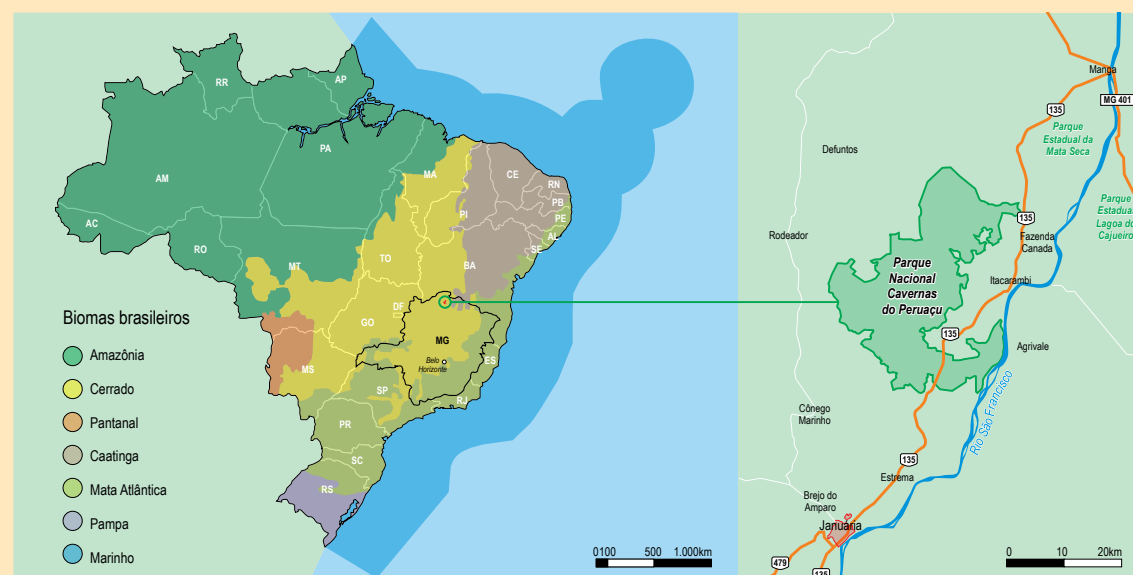 RR
AP
AM
PA
MA
CE
RN
PB
PE
AL
SE
PI
AC
RO
MT
TO
BA
DF
GO
MG
Belo
Horizonte
ES
MS
SP
RJ
PR
SC
RS
Biomas brasileiros
Amazônia
Cerrado
Pantanal
Caatinga
Mata Atlântica
Pampa
Marinho
0100 500 1.000km
Manga
MG 401
135
Parque
Estadual da
Mata Seca
Defuntos
Parque
Estadual
Lagoa do
Cajueiro
135
Rodeador
Fazenda
Canada
Parque
Nacional
Cavernas
do Peruaçu
Itacarambi
135
Agrivale
Rio São Francisco
Cônego
Marinho
135
Estrema
Brejo do
Amparo
Januária
479
135
0 10 20km